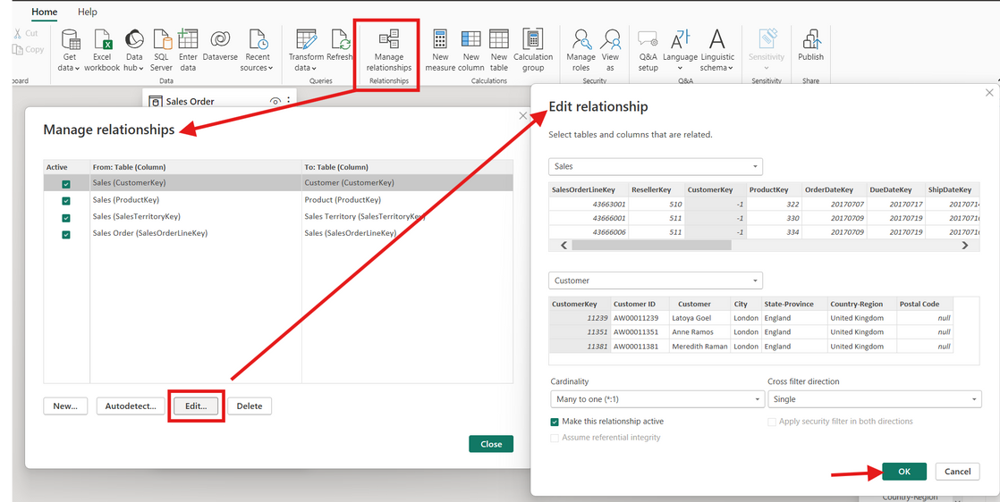 Home Help
Cut
Copy
Get data
Excel workbook
Data hub
SQL Server
Enter data
Dataverse
Recent sources
Transform data
Refresh
Manage relationships
New measure
New column
New table
Calculation group
Manage roles
View as
Q&A setup
Language
Linguistic schema
Sensitivity
Publish
oard
Data
Queries
Relationships
Calculations
Security
Q&A
Sensitivity
Share
Sales Order
Manage relationships
Active From: Table (Column) To: Table (Column)
Sales (CustomerKey) Customer (CustomerKey)
Sales (ProductKey) Product (ProductKey)
Sales (SalesTerritoryKey) Sales Territory (SalesTerritoryKey)
Sales Order (SalesOrderLineKey) Sales (SalesOrderLineKey)
New... Autodetect... Edit... Delete
Close
Edit relationship
Select tables and columns that are related.
Sales
SalesOrderLineKey ResellerKey CustomerKey ProductKey OrderDateKey DueDateKey ShipDateKey
43663001 510 -1 322 20170707 20170717 2017071
43666001 511 -1 330 20170709 20170719 2017071
43666006 511 -1 334 20170709 20170719 2017071
Customer
CustomerKey Customer ID Customer City State-Province Country-Region Postal Code
11239 AW00011239 Latoya Goel London England United Kingdom null
11351 AW00011351 Anne Ramos London England United Kingdom null
11381 AW00011381 Meredith Raman London England United Kingdom null
Cardinality Cross filter direction
Many to one (*:1) Single
Make this relationship active Apply security filter in both directions
Assume referential integrity
OK Cancel
Country-Region